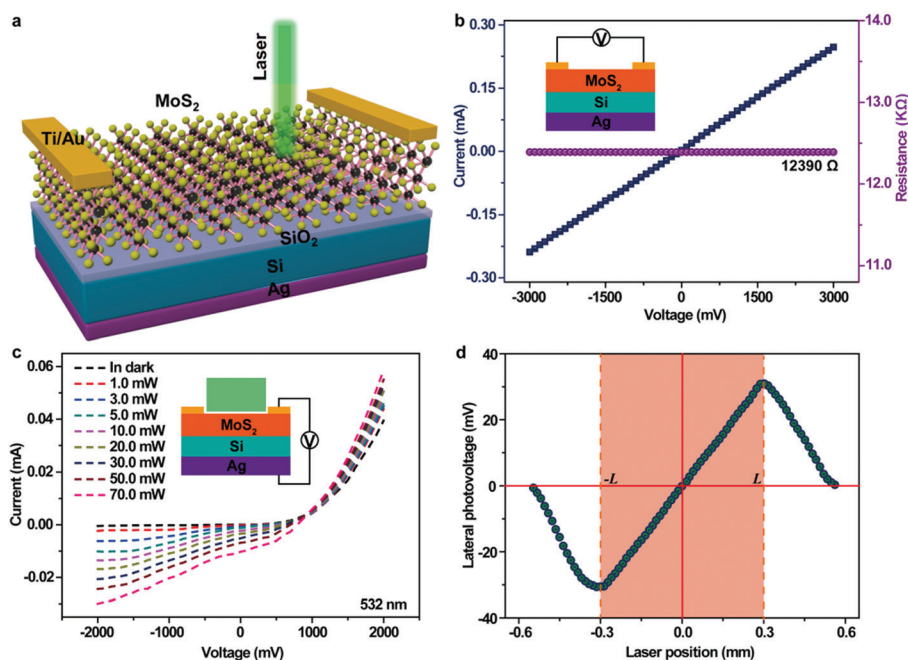 a
Laser
MoS₂
Ti/Au
SiO₂
Si
Ag
b
0.30
0.15
0.00
-0.15
-0.30
Current (mA)
V
MoS₂
Si
Ag
12390 Ω
14.0
13.0
12.0
11.0
Resistance (KΩ)
-3000 -1500 0 1500 3000
Voltage (mV)
c
0.06
0.04
0.02
0.00
-0.02
Current (mA)
In dark
1.0 mW
3.0 mW
5.0 mW
10.0 mW
20.0 mW
30.0 mW
50.0 mW
70.0 mW
MoS₂
Si
Ag
V
532 nm
-2000 -1000 0 1000 2000
Voltage (mV)
d
40
20
0
-20
-40
Lateral photovoltage (mV)
-L L
-0.6 -0.3 0.0 0.3 0.6
Laser position (mm)